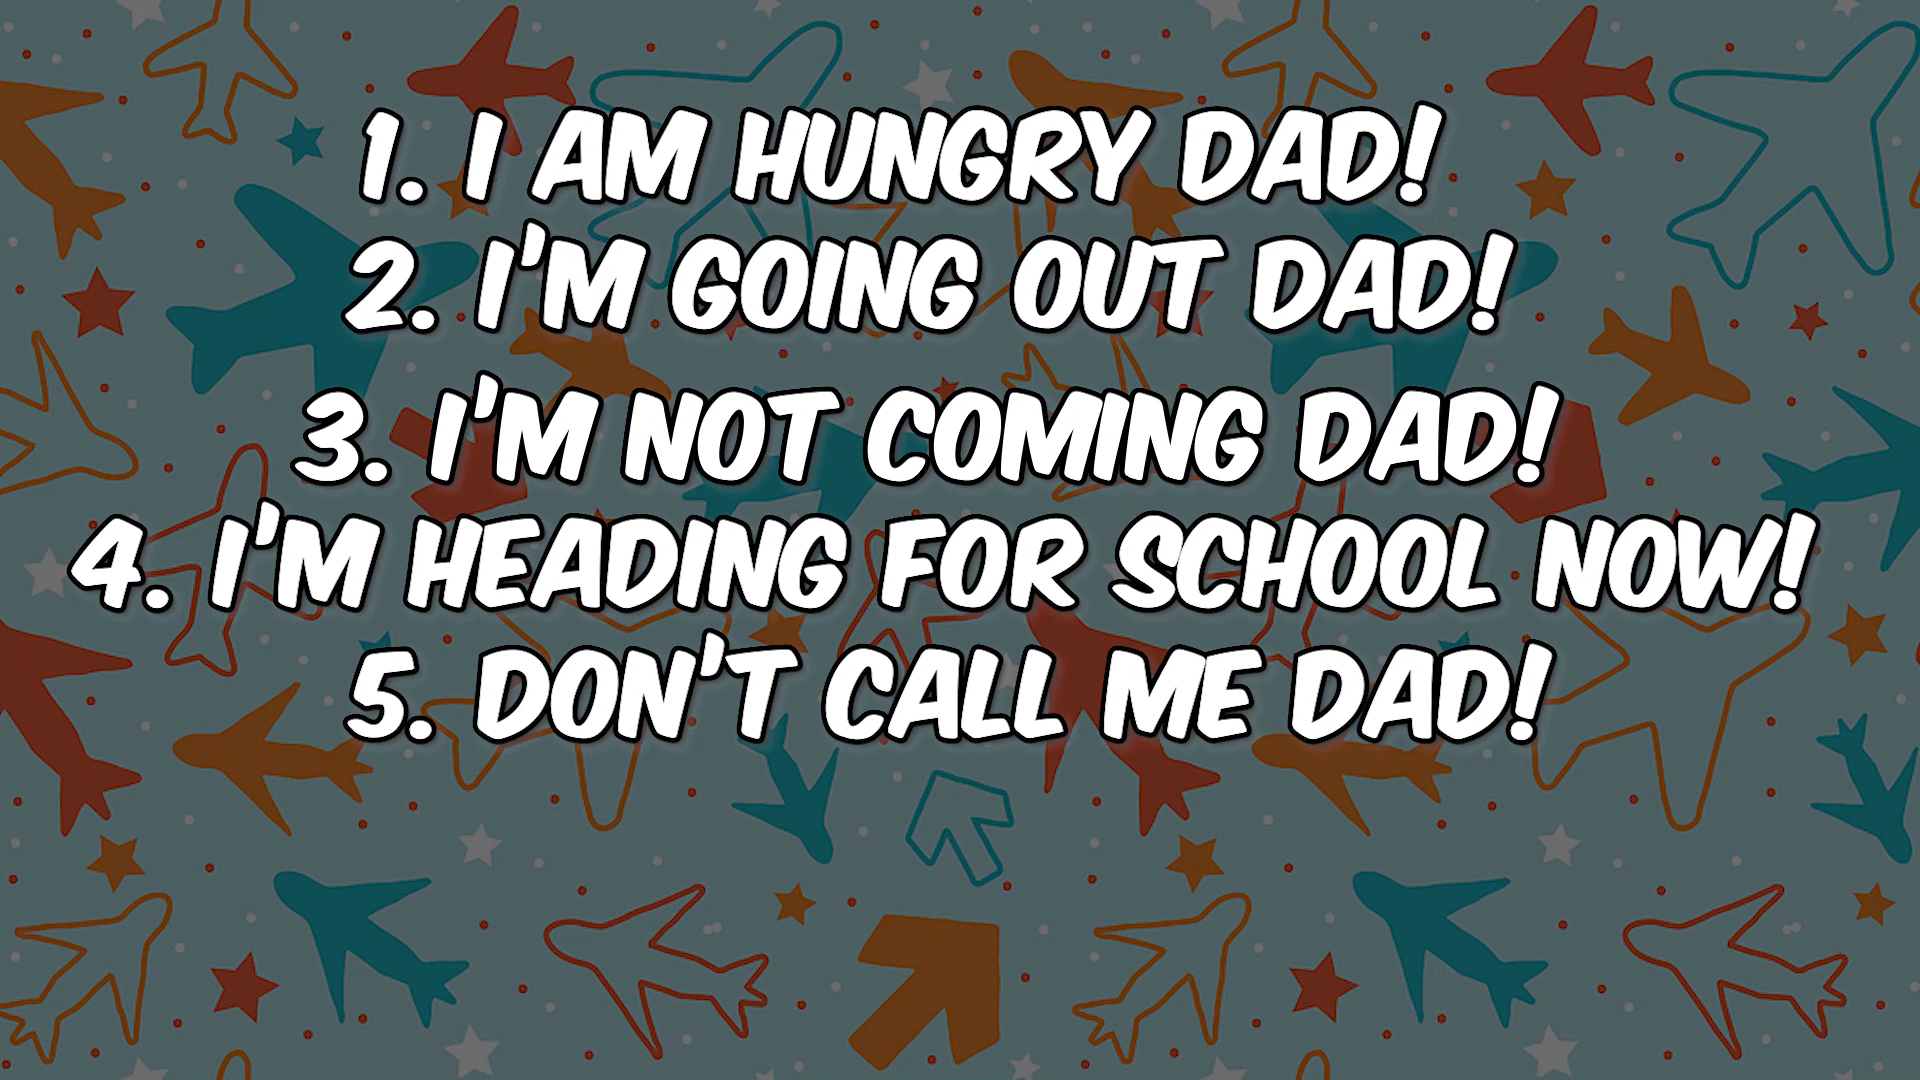 1. I AM HUNGRY DAD!
2. I'M GOING OUT DAD!
3. I'M NOT COMING DAD!
4. I'M HEADING FOR SCHOOL NOW!
5. DON'T CALL ME DAD!